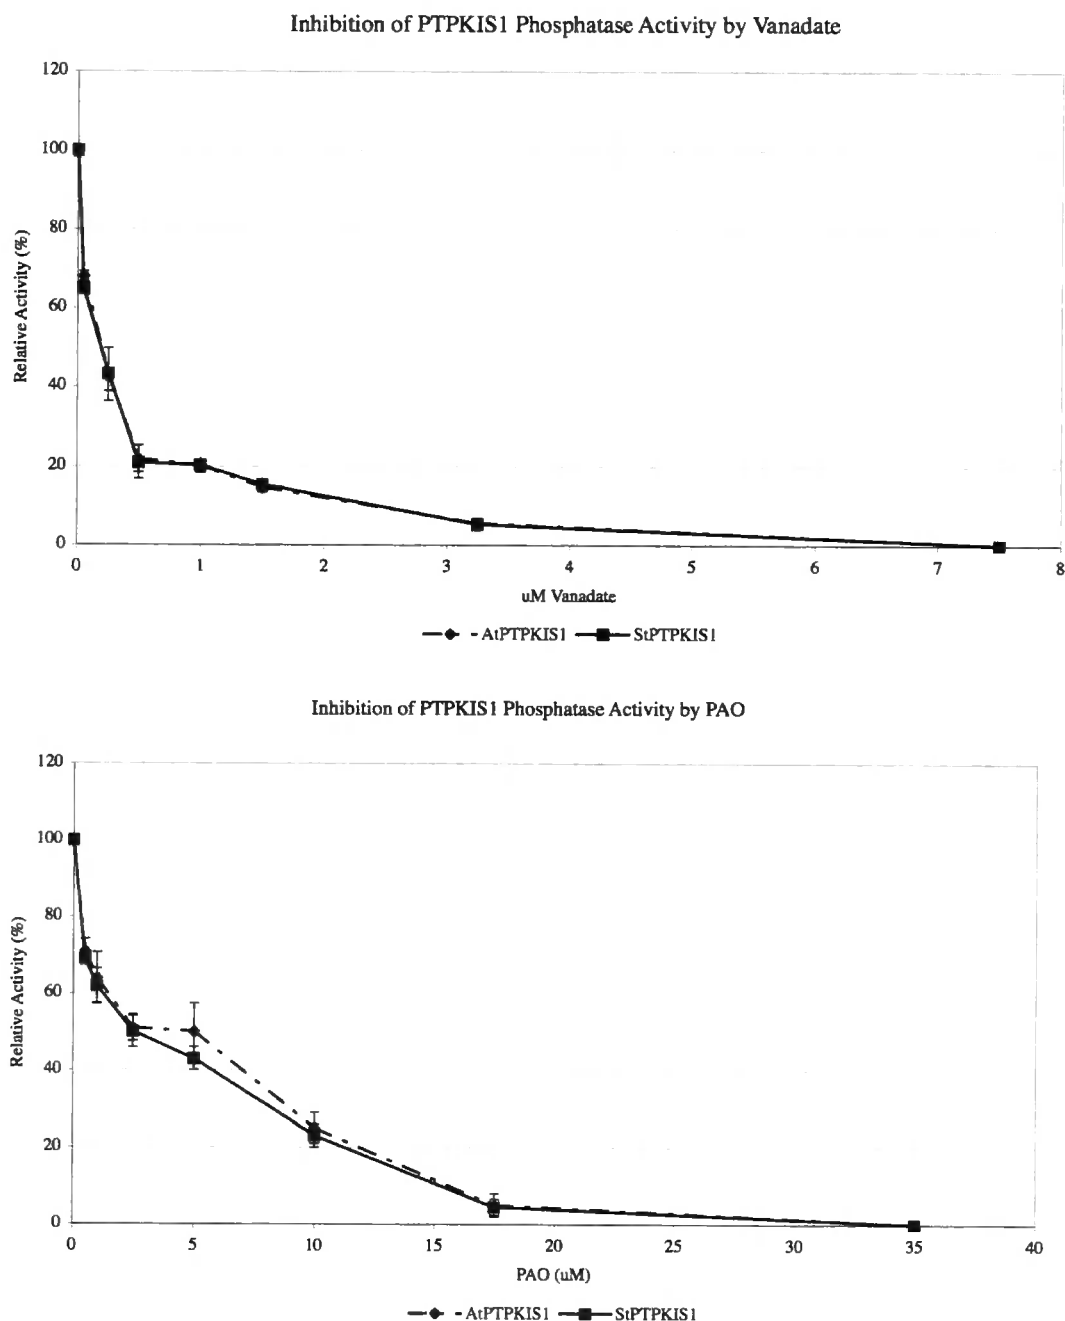 Inhibition of PTPKIS1 Phosphatase Activity by Vanadate
120
100
80
60
40
20
0
Relative Activity (%)
0 1 2 3 4 5 6 7 8
uM Vanadate
AtPTPKIS1 StPTPKIS1
Inhibition of PTPKIS1 Phosphatase Activity by PAO
120
100
80
60
40
20
0
Relative Activity (%)
0 5 10 15 20 25 30 35 40
PAO (uM)
AtPTPKIS1 StPTPKIS1